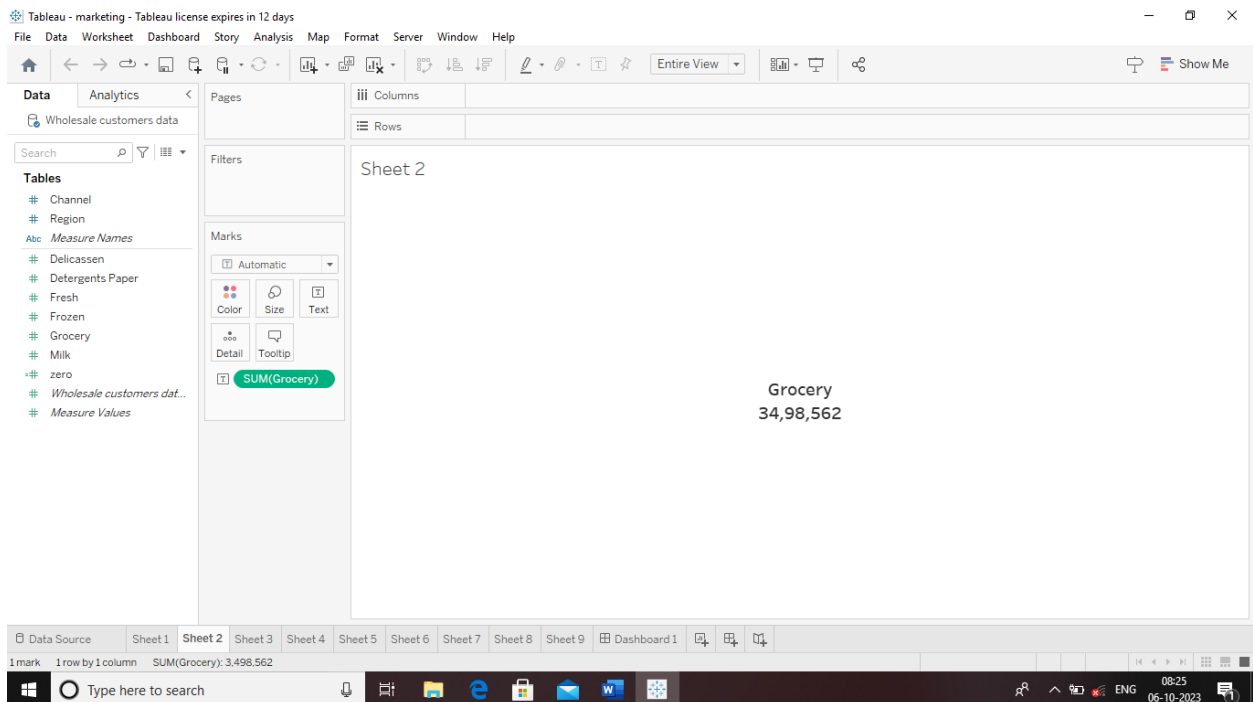 Tableau - marketing - Tableau license expires in 12 days
File Data Worksheet Dashboard Story Analysis Map Format Server Window Help
Entire View
Show Me
Data Analytics
Wholesale customers data
Search
Tables
Channel
Region
Abc Measure Names
Delicassen
Detergents Paper
Fresh
Frozen
Grocery
Milk
zero
Wholesale customers dat...
Measure Values
Pages
Filters
Marks
Automatic
Color Size Text
Detail Tooltip
SUM(Grocery)
Columns
Rows
Sheet 2
Grocery
34,98,562
Data Source Sheet 1 Sheet 2 Sheet 3 Sheet 4 Sheet 5 Sheet 6 Sheet 7 Sheet 8 Sheet 9 Dashboard 1
1 mark 1 row by 1 column SUM(Grocery): 3,498,562
Type here to search
ENG
08:25
06-10-2023
1